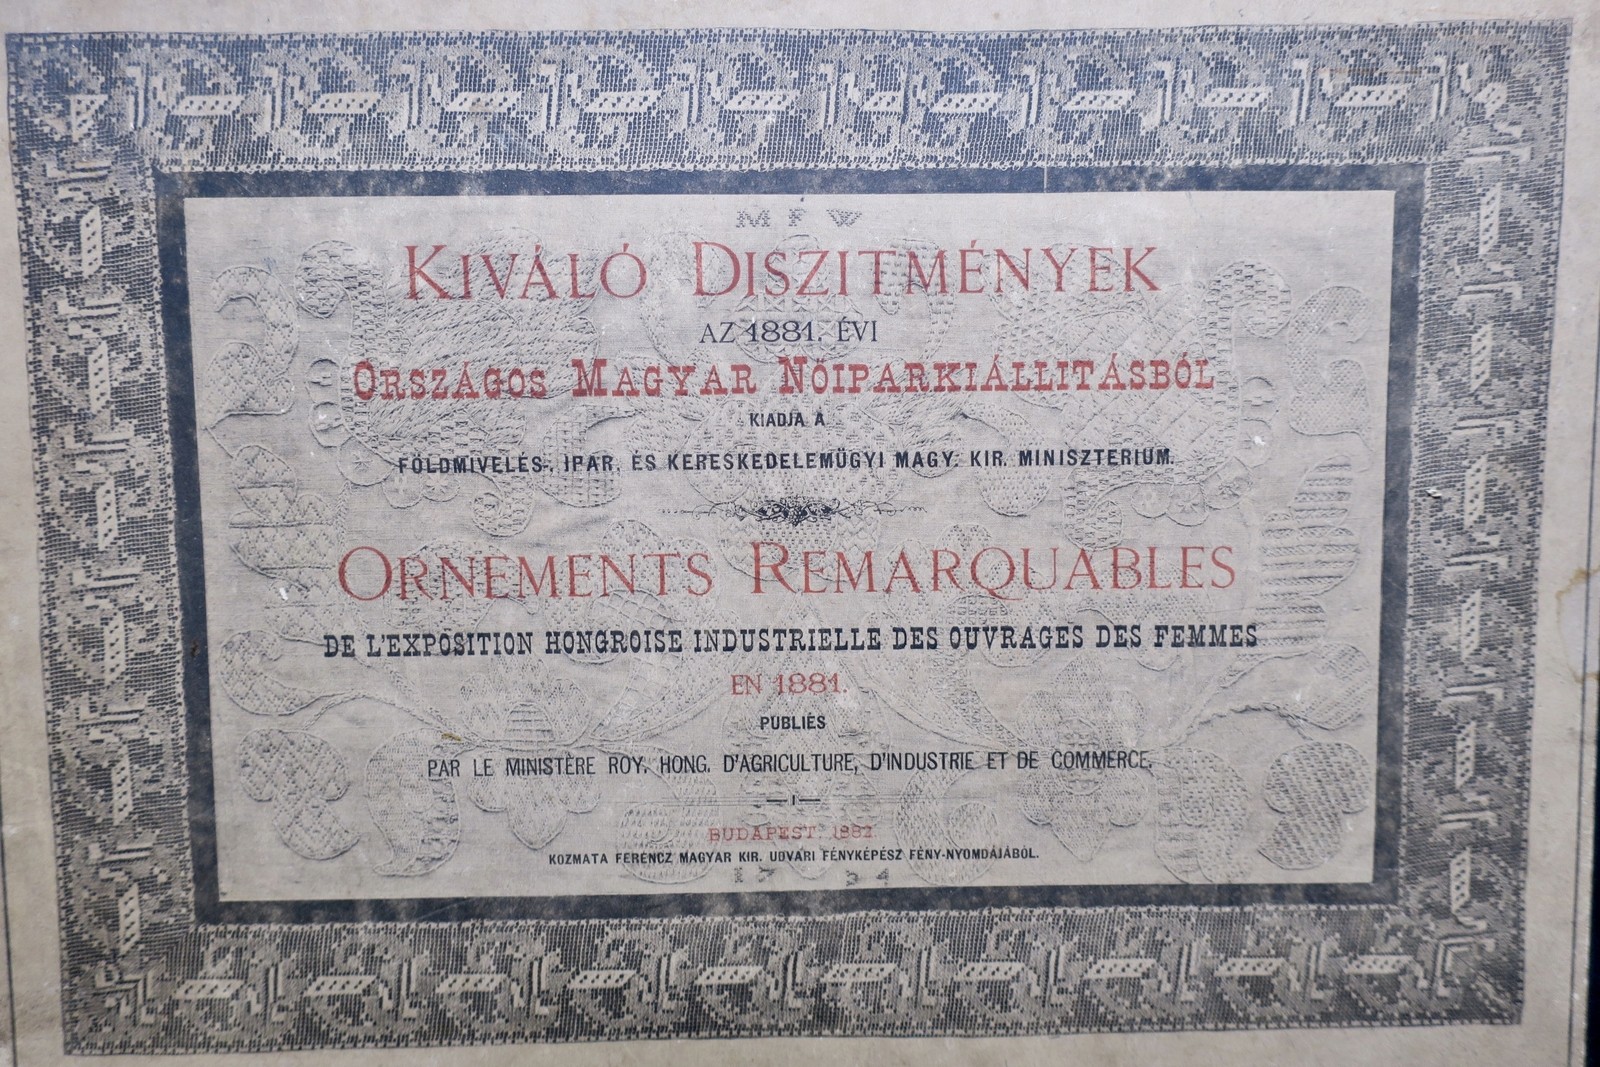 M F W
KIVÁLÓ DISZITMÉNYEK
AZ 1881. ÉVI
ORSZÁGOS MAGYAR NŐIPARKIÁLLITÁSBÓL
KIADJA A
FÖLDMIVELÉS-, IPAR, ÉS KERESKEDELEMÜGYI MAGY. KIR. MINISZTERIUM.
ORNEMENTS REMARQUABLES
DE L'EXPOSITION HONGROISE INDUSTRIELLE DES OUVRAGES DES FEMMES
EN 1881.
PUBLIÉS
PAR LE MINISTÈRE ROY. HONG. D'AGRICULTURE, D'INDUSTRIE ET DE COMMERCE.
BUDAPEST 1882.
KOZMATA FERENCZ MAGYAR KIR. UDVARI FÉNYKÉPÉSZ FÉNY-NYOMDÁJÁBÓL.